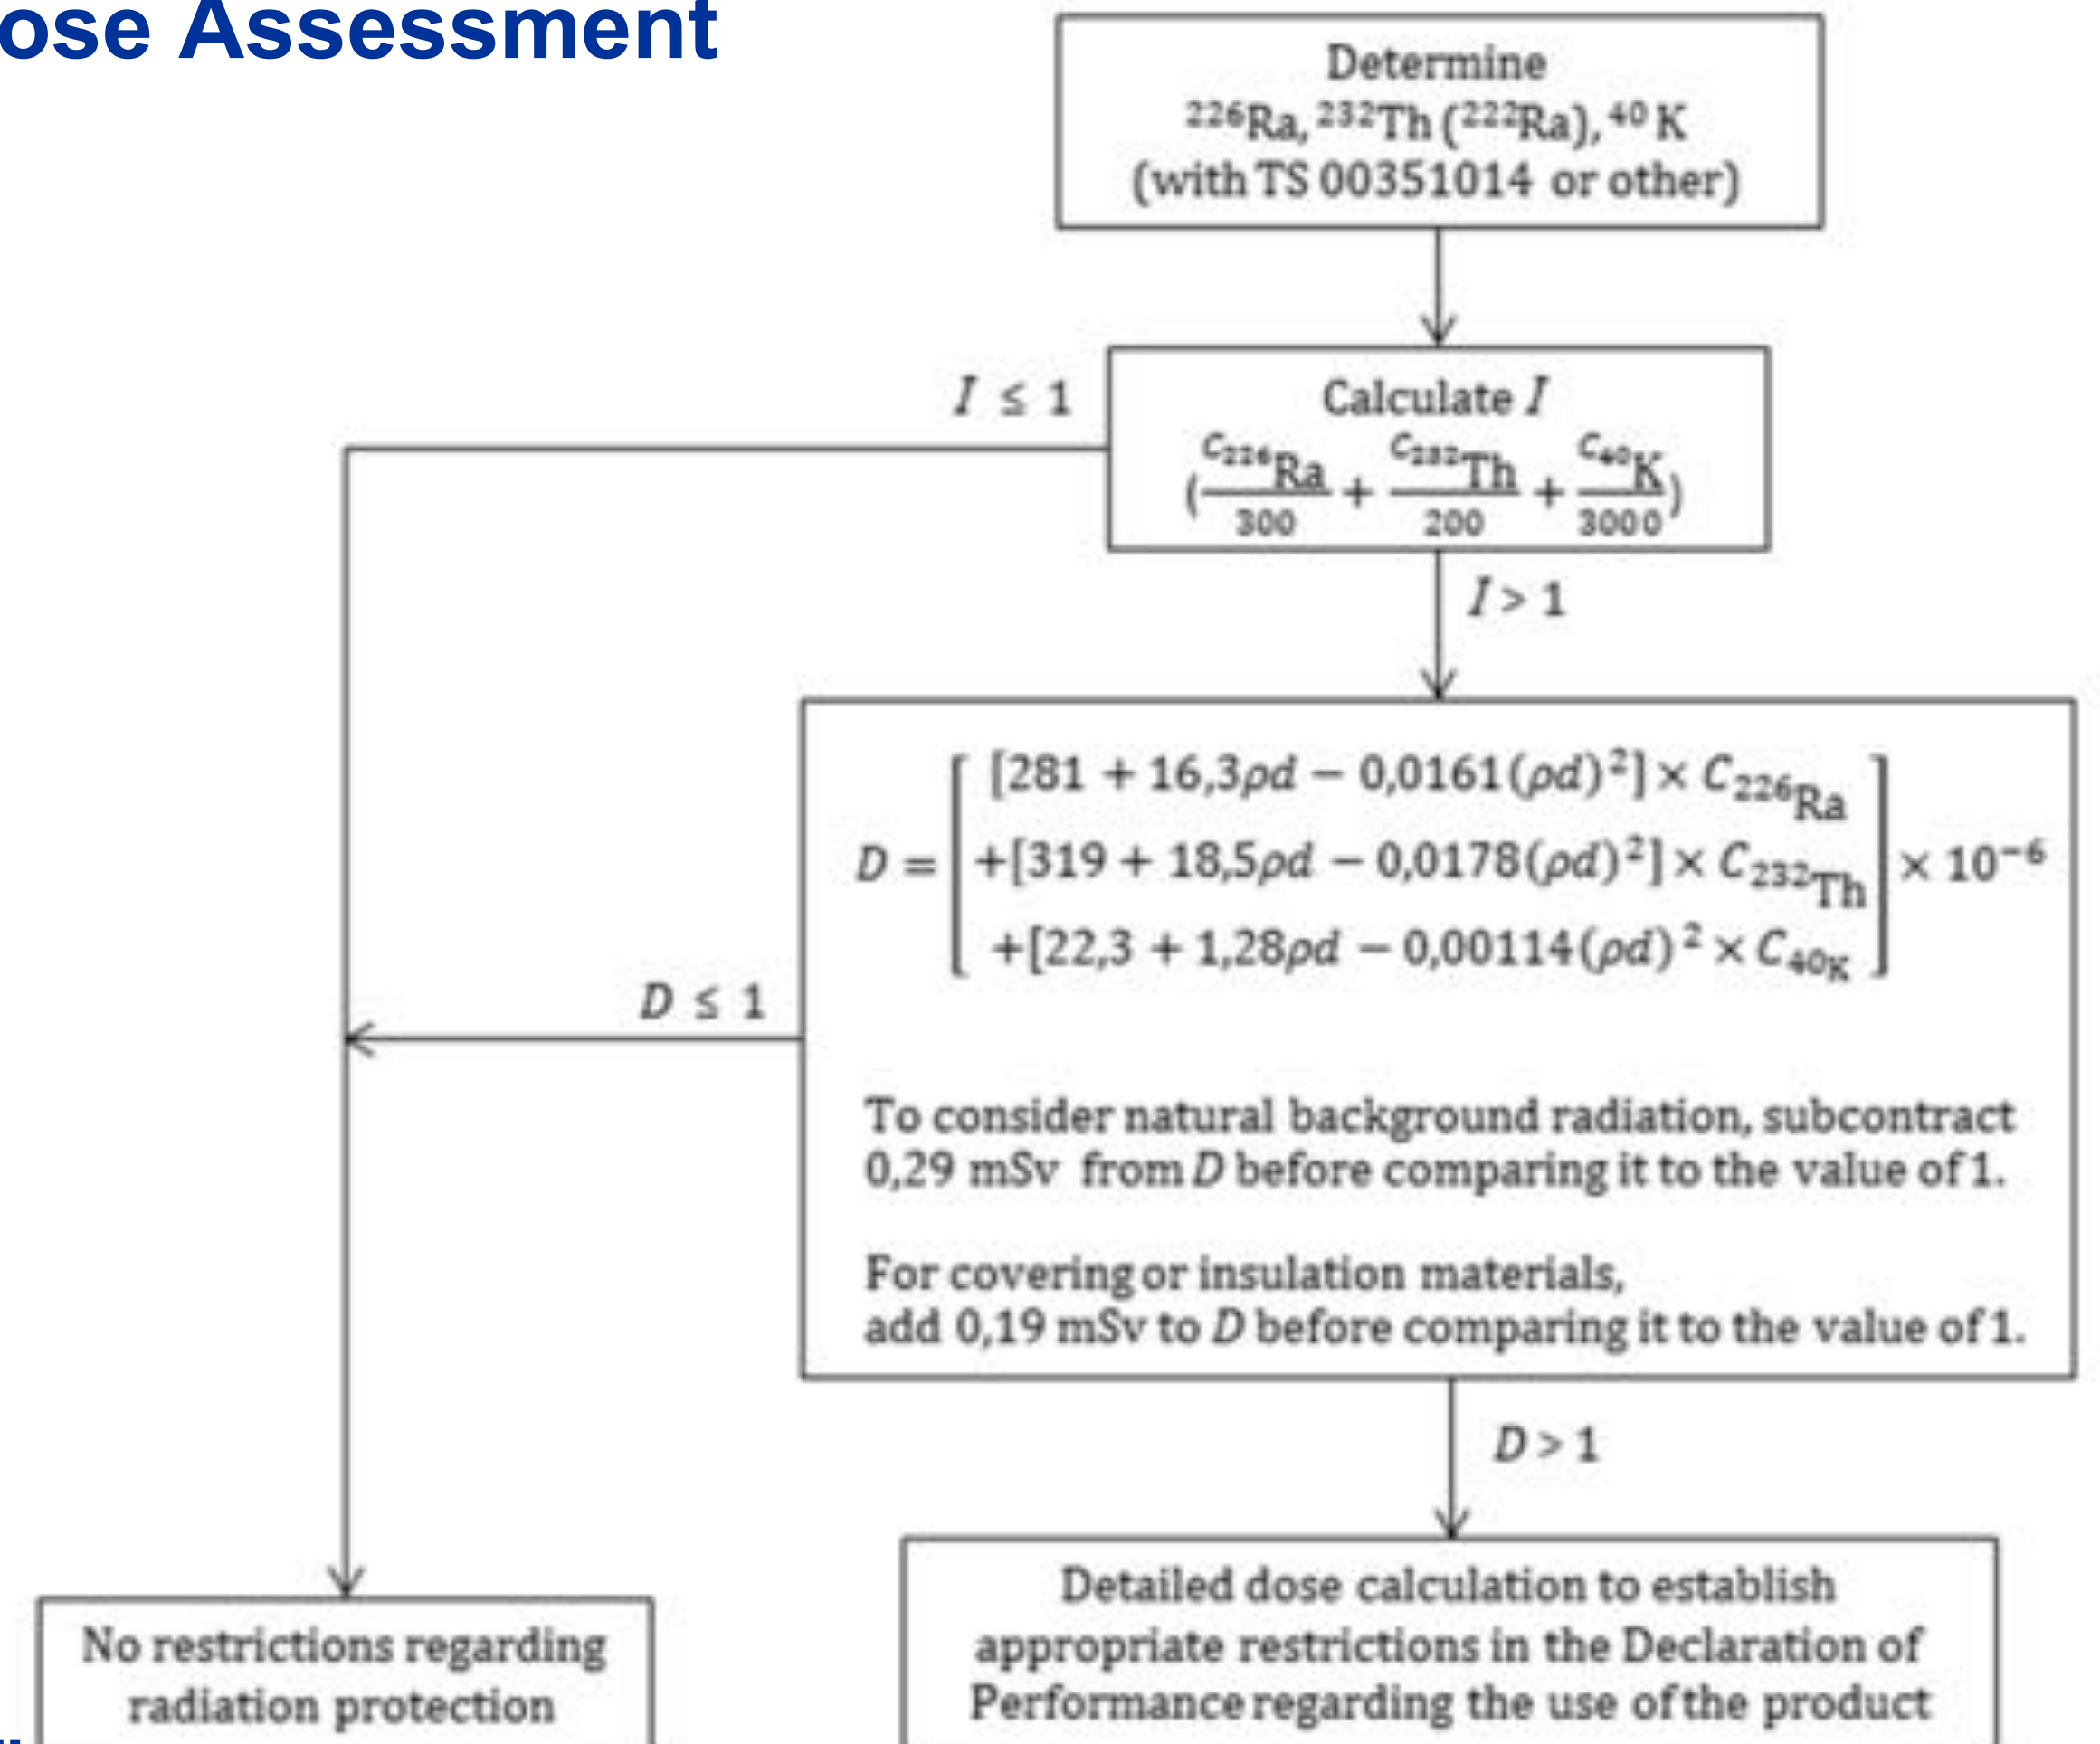 ose Assessment
Determine
²²⁶Ra, ²³²Th (²²²Ra), ⁴⁰ K
(with TS 00351014 or other)
I ≤ 1
Calculate I
(C₂₂₆Ra/300 + C₂₃₂Th/200 + C₄₀K/3000)
I > 1
[281 + 16,3ρd − 0,0161(ρd)²] × C₂₂₆Ra
D = +[319 + 18,5ρd − 0,0178(ρd)²] × C₂₃₂Th × 10⁻⁶
+[22,3 + 1,28ρd − 0,00114(ρd)² × C₄₀K
D ≤ 1
To consider natural background radiation, subcontract
0,29 mSv from D before comparing it to the value of 1.
For covering or insulation materials,
add 0,19 mSv to D before comparing it to the value of 1.
D > 1
No restrictions regarding
radiation protection
Detailed dose calculation to establish
appropriate restrictions in the Declaration of
Performance regarding the use of the product